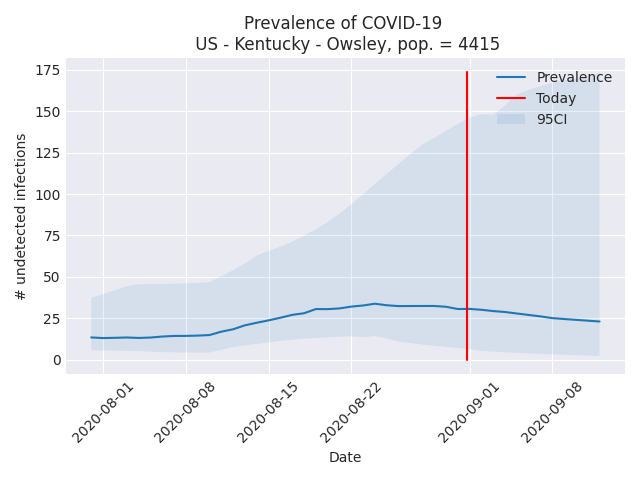 Prevalence of COVID-19
US - Kentucky - Owsley, pop. = 4415
175
150
125
100
75
50
25
0
# undetected infections
Prevalence
Today
95CI
2020-08-01
2020-08-08
2020-08-15
2020-08-22
2020-09-01
2020-09-08
Date